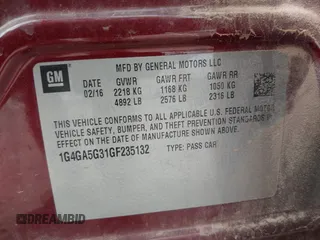 MFD BY GENERAL MOTORS LLC
GM
DATE GVWR GAWR FRT GAWR RR
02/16 2218 KG 1168 KG 1050 KG
4892 LB 2576 LB 2316 LB
THIS VEHICLE CONFORMS TO ALL APPLICABLE U.S. FEDERAL MOTOR
VEHICLE SAFETY, BUMPER, AND THEFT PREVENTION STANDARDS
IN EFFECT ON THE DATE OF MANUFACTURE SHOWN ABOVE.
1G4GA5G31GF235132 TYPE: PASS CAR
DREAMBID